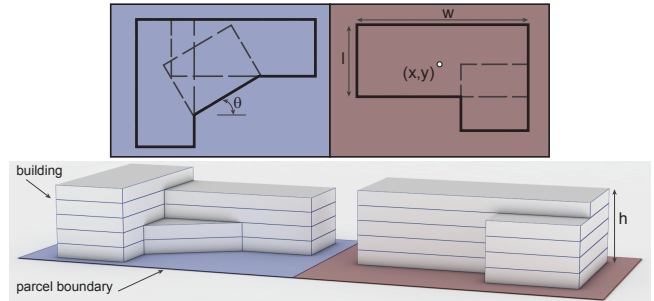 w
l
(x,y)
θ
building
h
parcel boundary